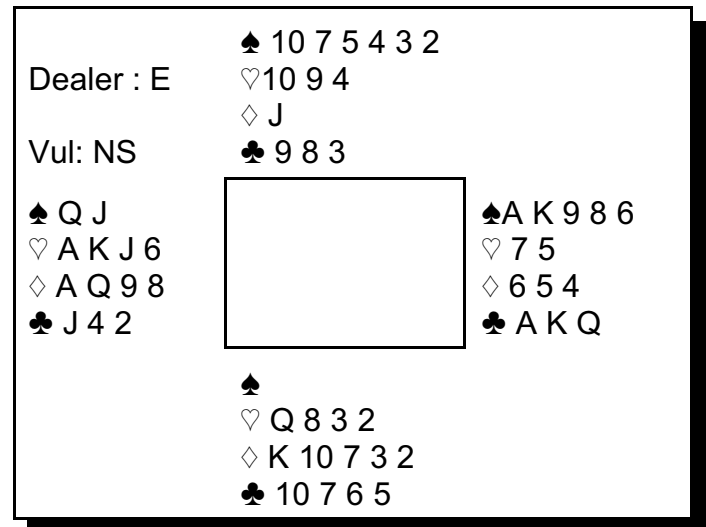 ♠ 10 7 5 4 3 2
Dealer : E ♡10 9 4
♢ J
Vul: NS ♣ 9 8 3
♠ Q J ♠A K 9 8 6
♡ A K J 6 ♡ 7 5
♢ A Q 9 8 ♢ 6 5 4
♣ J 4 2 ♣ A K Q
♠
♡ Q 8 3 2
♢ K 10 7 3 2
♣ 10 7 6 5